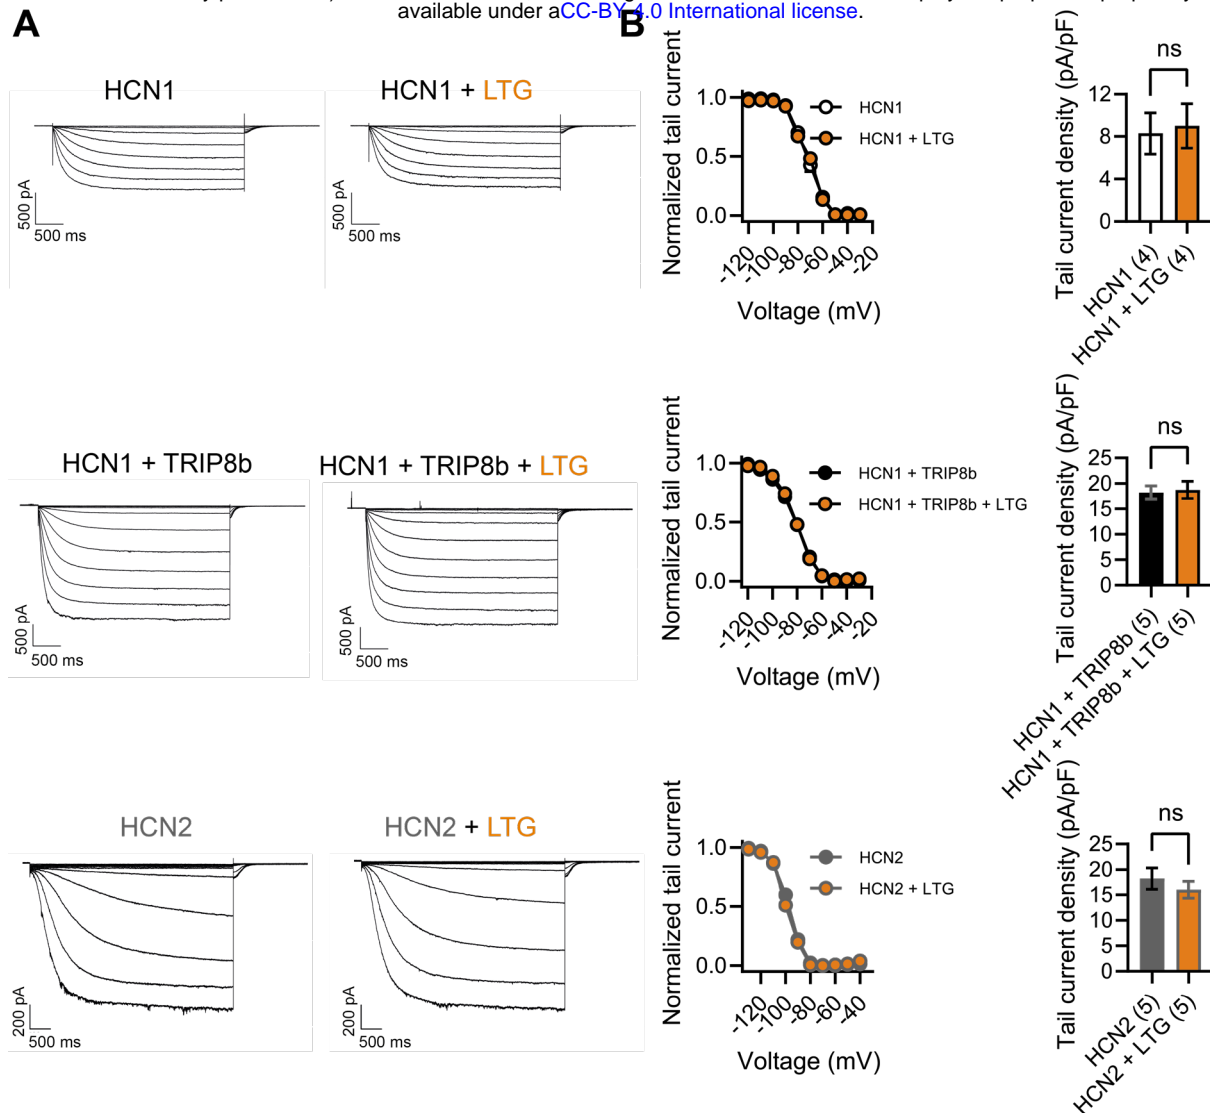 available under aCC-BY 4.0 International license.
A
B
HCN1
HCN1 + LTG
500 pA
500 ms
500 pA
500 ms
Normalized tail current
1.0
0.5
0.0
-120
-100
-80
-60
-40
-20
Voltage (mV)
HCN1
HCN1 + LTG
Tail current density (pA/pF)
ns
12
8
4
0
HCN1 (4)
HCN1 + LTG (4)
HCN1 + TRIP8b
HCN1 + TRIP8b + LTG
500 pA
500 ms
500 pA
500 ms
Normalized tail current
1.0
0.5
0.0
-120
-100
-80
-60
-40
-20
Voltage (mV)
HCN1 + TRIP8b
HCN1 + TRIP8b + LTG
Tail current density (pA/pF)
ns
25
20
15
10
5
0
HCN1 + TRIP8b (5)
HCN1 + TRIP8b + LTG (5)
HCN2
HCN2 + LTG
200 pA
500 ms
200 pA
500 ms
Normalized tail current
1.0
0.5
0.0
-120
-100
-80
-60
-40
Voltage (mV)
HCN2
HCN2 + LTG
Tail current density (pA/pF)
ns
25
20
15
10
5
0
HCN2 (5)
HCN2 + LTG (5)